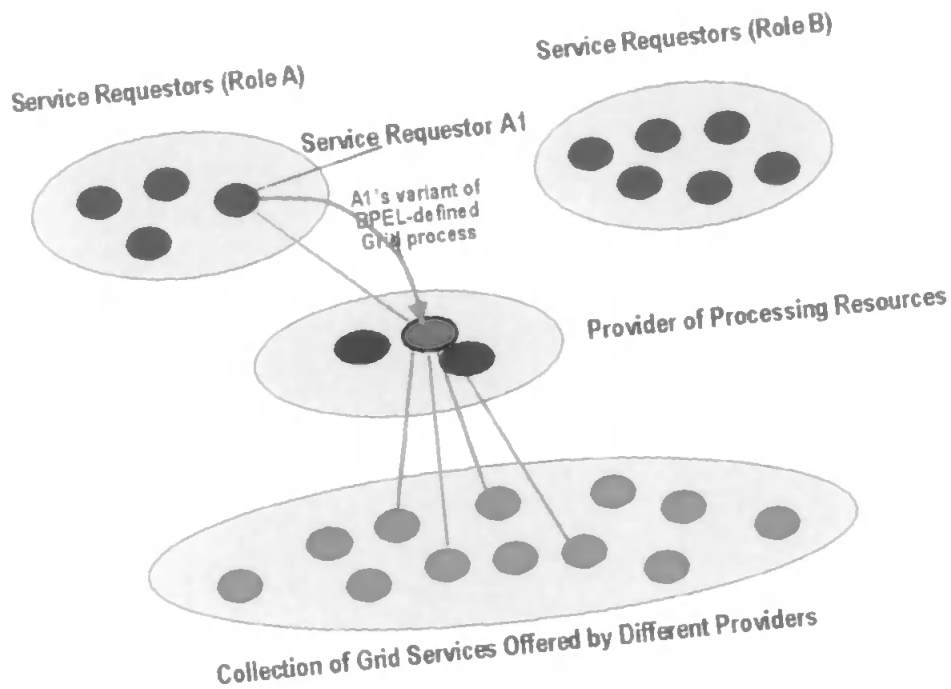 Service Requestors (Role B)
Service Requestors (Role A)
Service Requestor A1
A1's variant of
BPEL-defined
Grid process
Provider of Processing Resources
Collection of Grid Services Offered by Different Providers